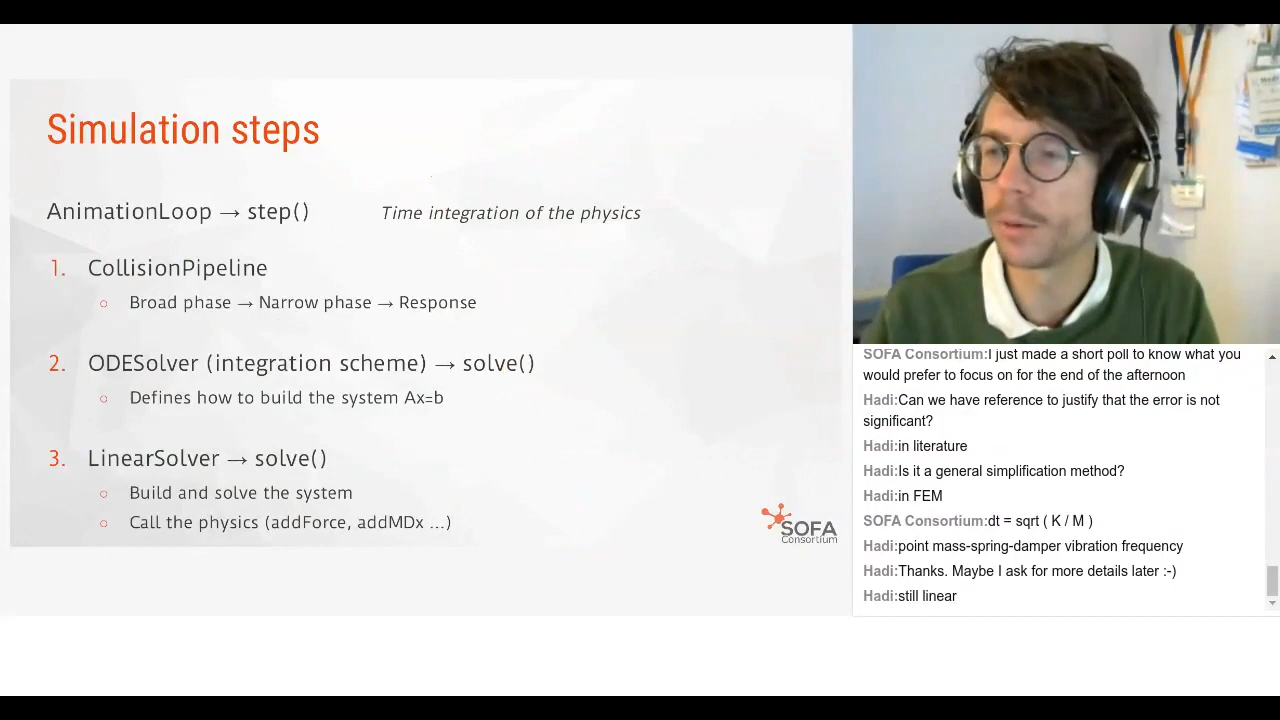 Simulation steps
AnimationLoop → step()
Time integration of the physics
1. CollisionPipeline
○ Broad phase → Narrow phase → Response
2. ODESolver (integration scheme) → solve()
○ Defines how to build the system Ax=b
3. LinearSolver → solve()
○ Build and solve the system
○ Call the physics (addForce, addMDx ...)
SOFA
Consortium
SOFA Consortium:I just made a short poll to know what you
would prefer to focus on for the end of the afternoon
Hadi:Can we have reference to justify that the error is not
significant?
Hadi:in literature
Hadi:Is it a general simplification method?
Hadi:in FEM
SOFA Consortium:dt = sqrt ( K / M )
Hadi:point mass-spring-damper vibration frequency
Hadi:Thanks. Maybe I ask for more details later :-)
Hadi:still linear